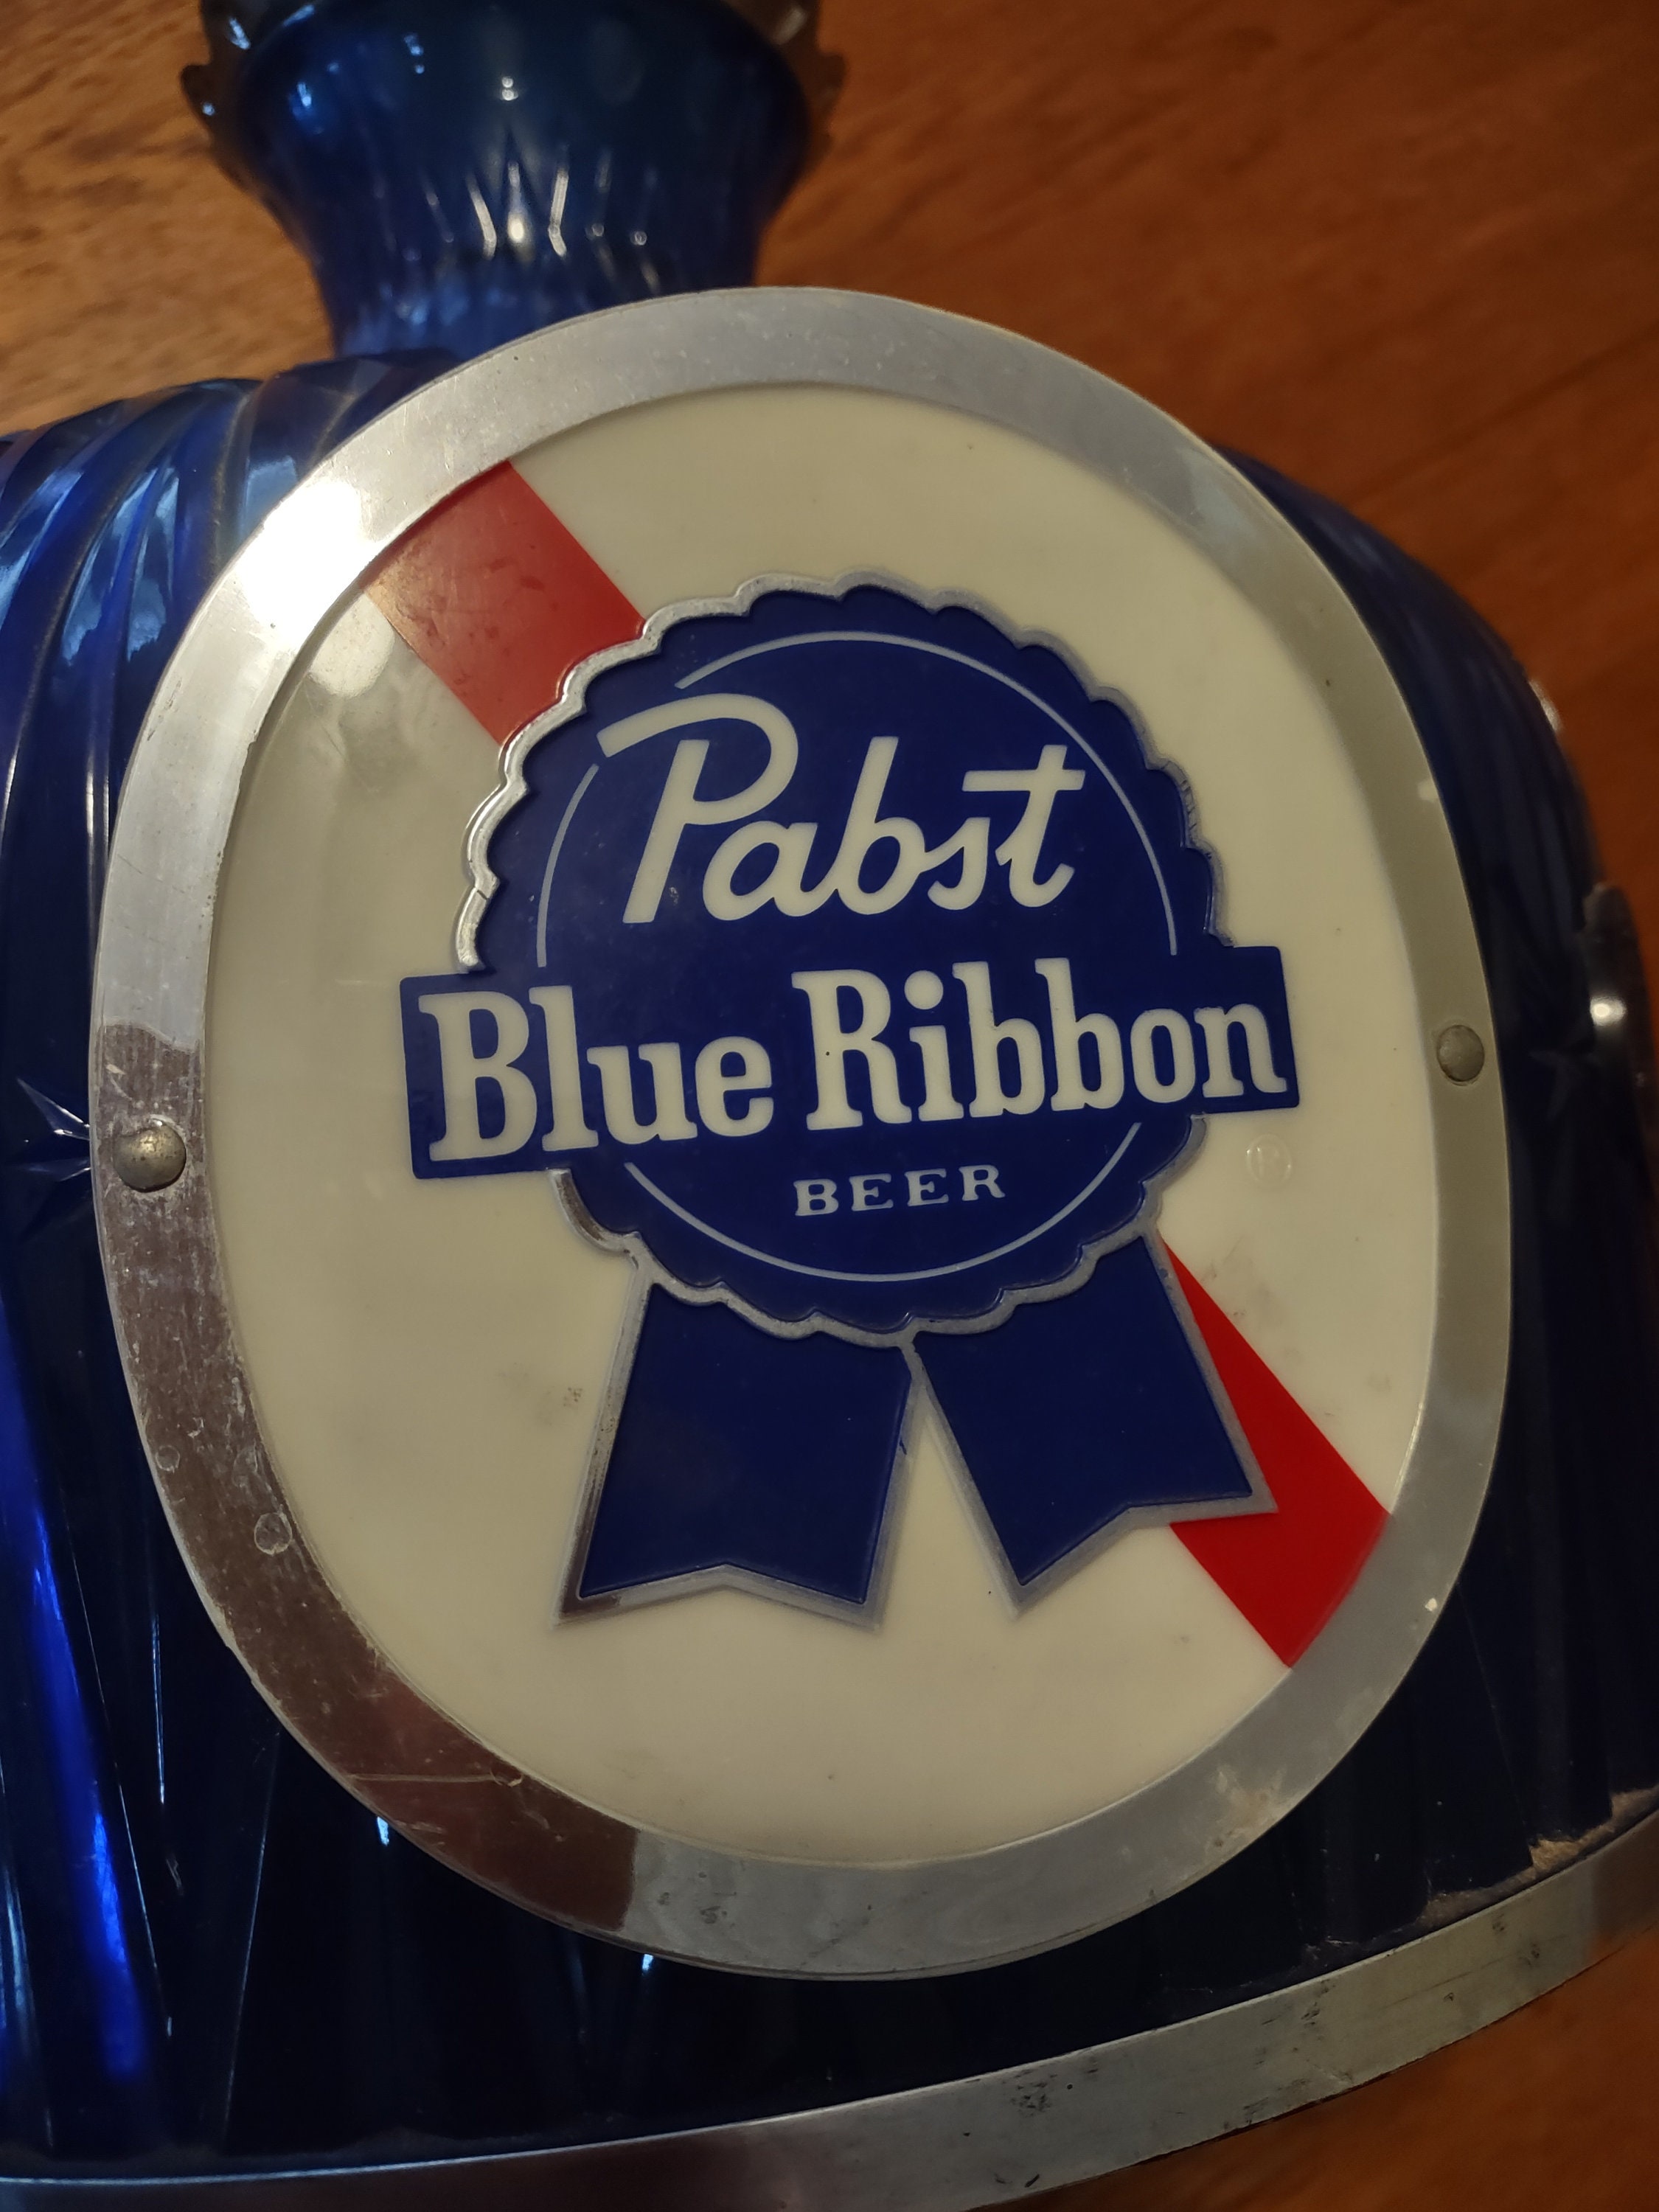 Pabst
Blue Ribbon
BEER
®